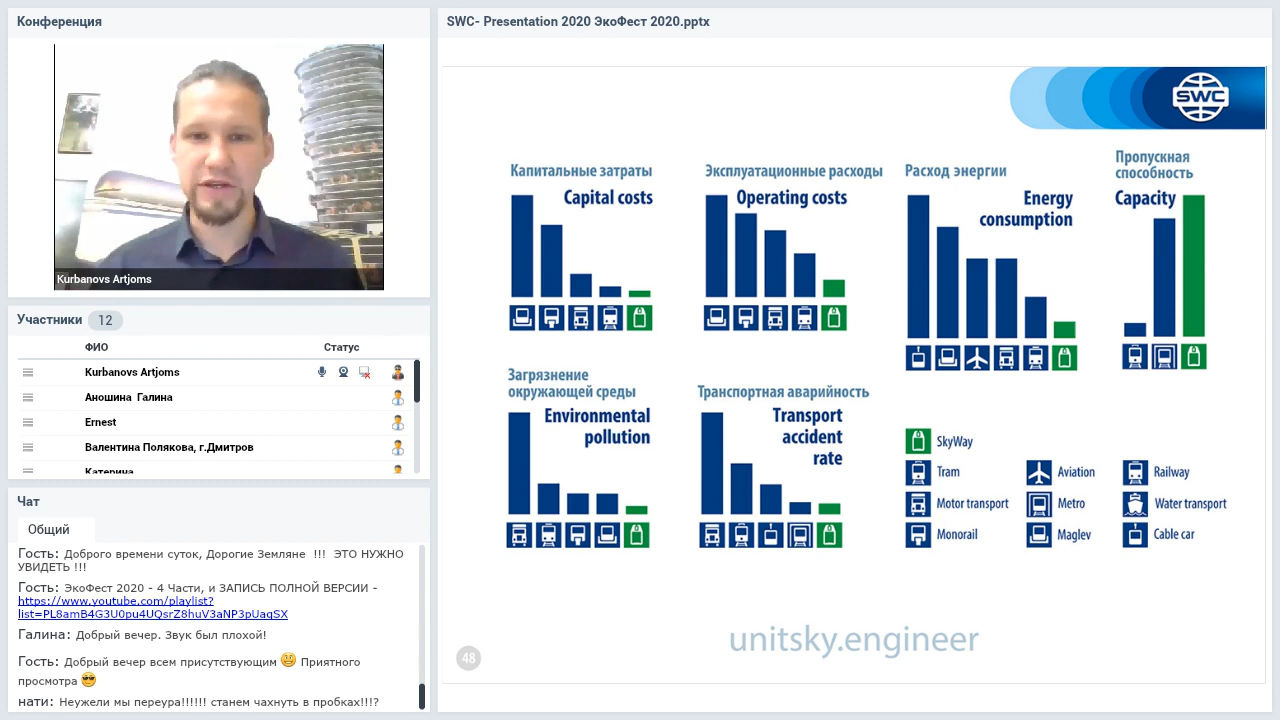 Конференция
Kurbanovs Artjoms
Участники 12
ФИО Статус
Kurbanovs Artjoms
Аношина Галина
Ernest
Валентина Полякова, г.Дмитров
Катерина
Чат
Общий
Гость: Доброго времени суток, Дорогие Земляне !!! ЭТО НУЖНО
УВИДЕТЬ !!!
Гость: ЭкоФест 2020 - 4 Части, и ЗАПИСЬ ПОЛНОЙ ВЕРСИИ -
https://www.youtube.com/playlist?
list=PL8amB4G3U0pu4UQsrZ8huV3aNP3pUaqSX
Галина: Добрый вечер. Звук был плохой!
Гость: Добрый вечер всем присутствующим Приятного
просмотра
нати: Неужели мы переура!!!!!! станем чахнуть в пробках!!!?
SWC- Presentation 2020 ЭкоФест 2020.pptx
SWC
Капитальные затраты
Capital costs
Эксплуатационные расходы
Operating costs
Расход энергии
Energy
consumption
Пропускная
способность
Capacity
Загрязнение
окружающей среды
Environmental
pollution
Транспортная аварийность
Transport
accident
rate
SkyWay
Tram Aviation Railway
Motor transport Metro Water transport
Monorail Maglev Cable car
unitsky.engineer
48